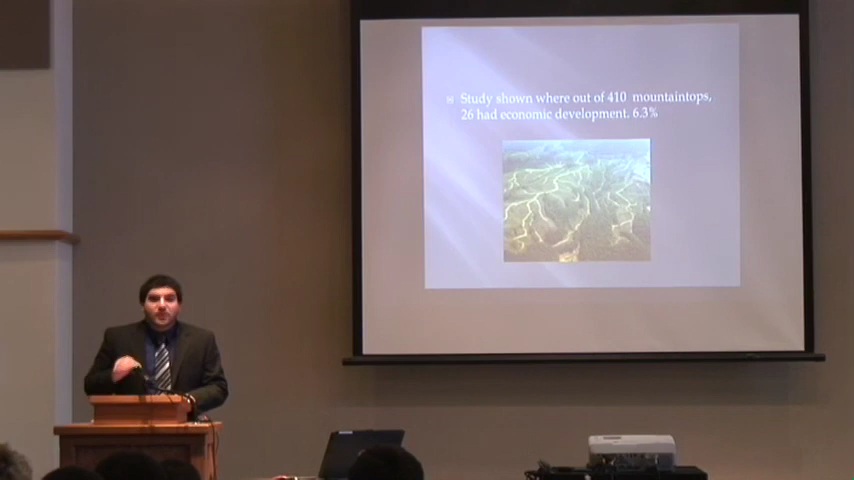 Study shown where out of 410 mountaintops,
26 had economic development. 6.3%